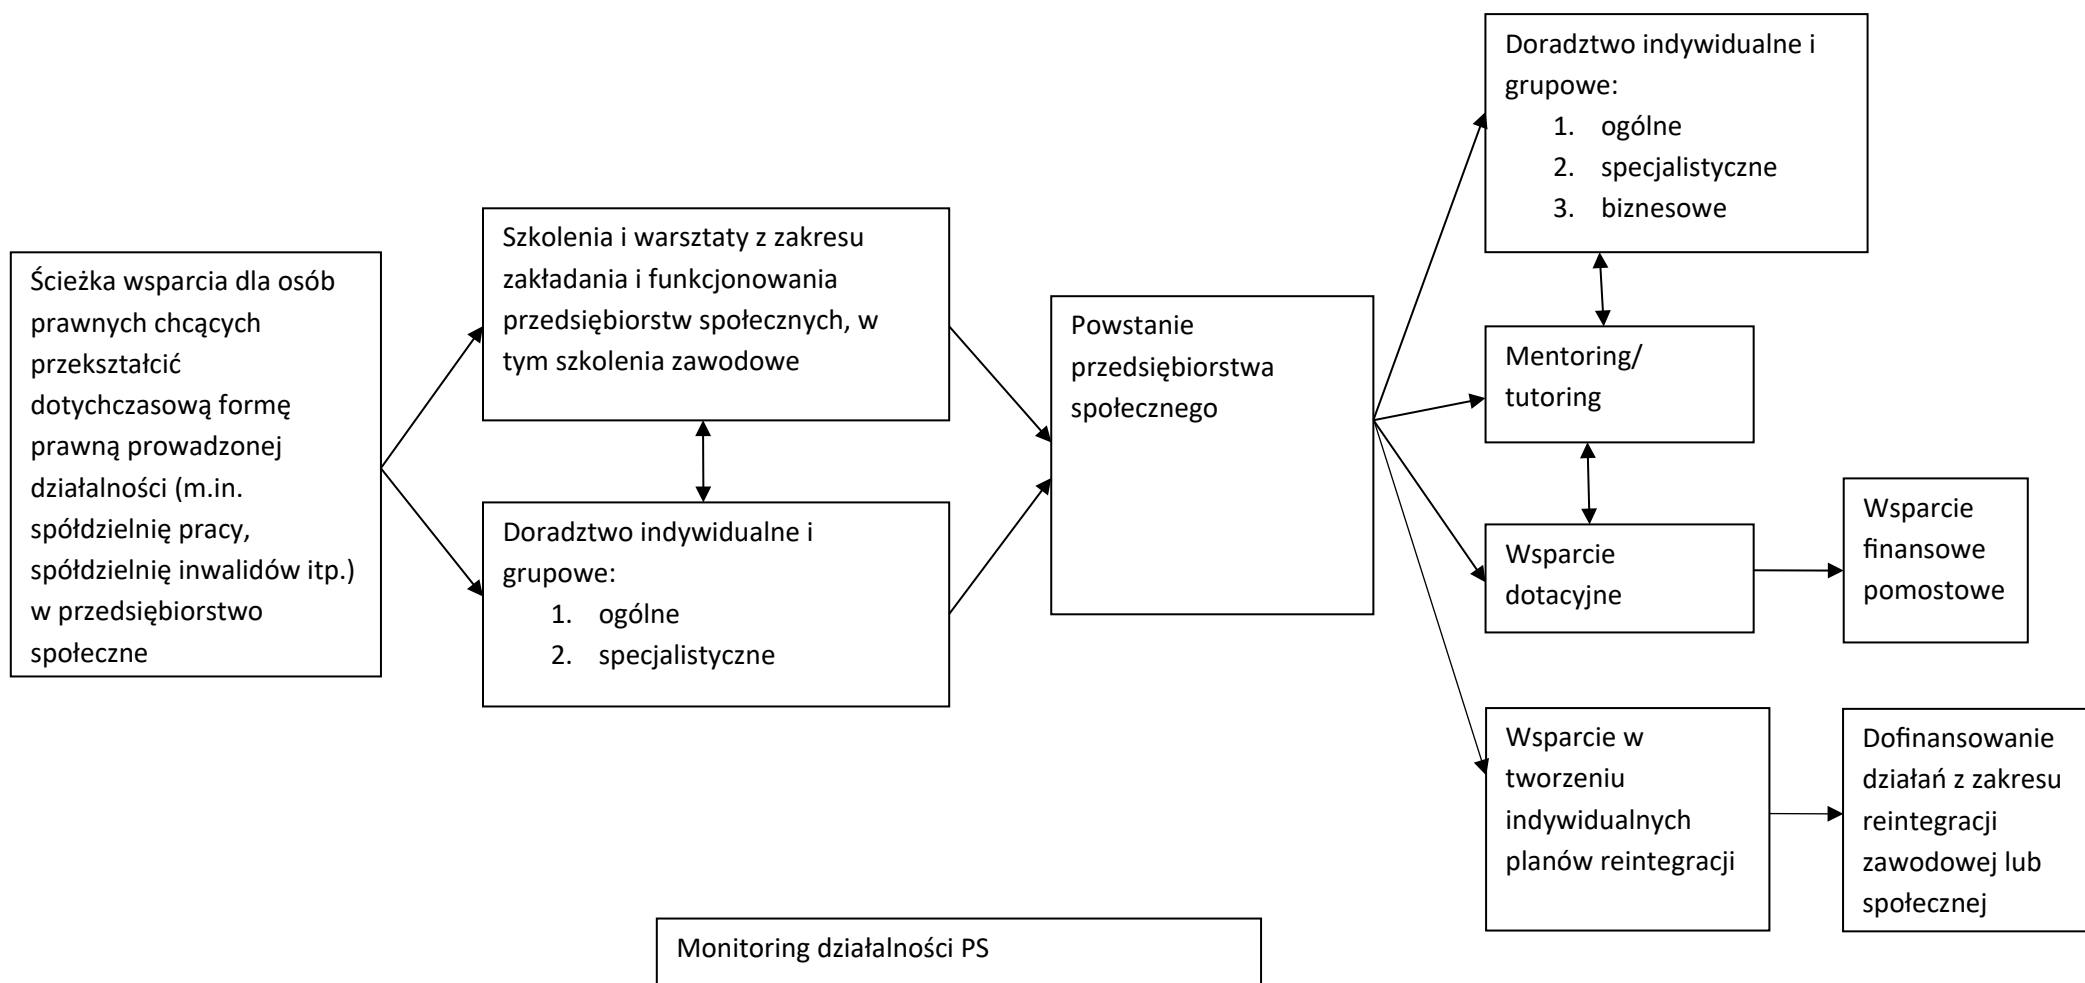 Ścieżka wsparcia dla osób
prawnych chcących
przekształcić
dotychczasową formę
prawną prowadzonej
działalności (m.in.
spółdzielnię pracy,
spółdzielnię inwalidów itp.)
w przedsiębiorstwo
społeczne
Szkolenia i warsztaty z zakresu
zakładania i funkcjonowania
przedsiębiorstw społecznych, w
tym szkolenia zawodowe
Doradztwo indywidualne i
grupowe:
1. ogólne
2. specjalistyczne
Powstanie
przedsiębiorstwa
społecznego
Doradztwo indywidualne i
grupowe:
1. ogólne
2. specjalistyczne
3. biznesowe
Mentoring/
tutoring
Wsparcie
dotacyjne
Wsparcie
finansowe
pomostowe
Wsparcie w
tworzeniu
indywidualnych
planów reintegracji
Dofinansowanie
działań z zakresu
reintegracji
zawodowej lub
społecznej
Monitoring działalności PS